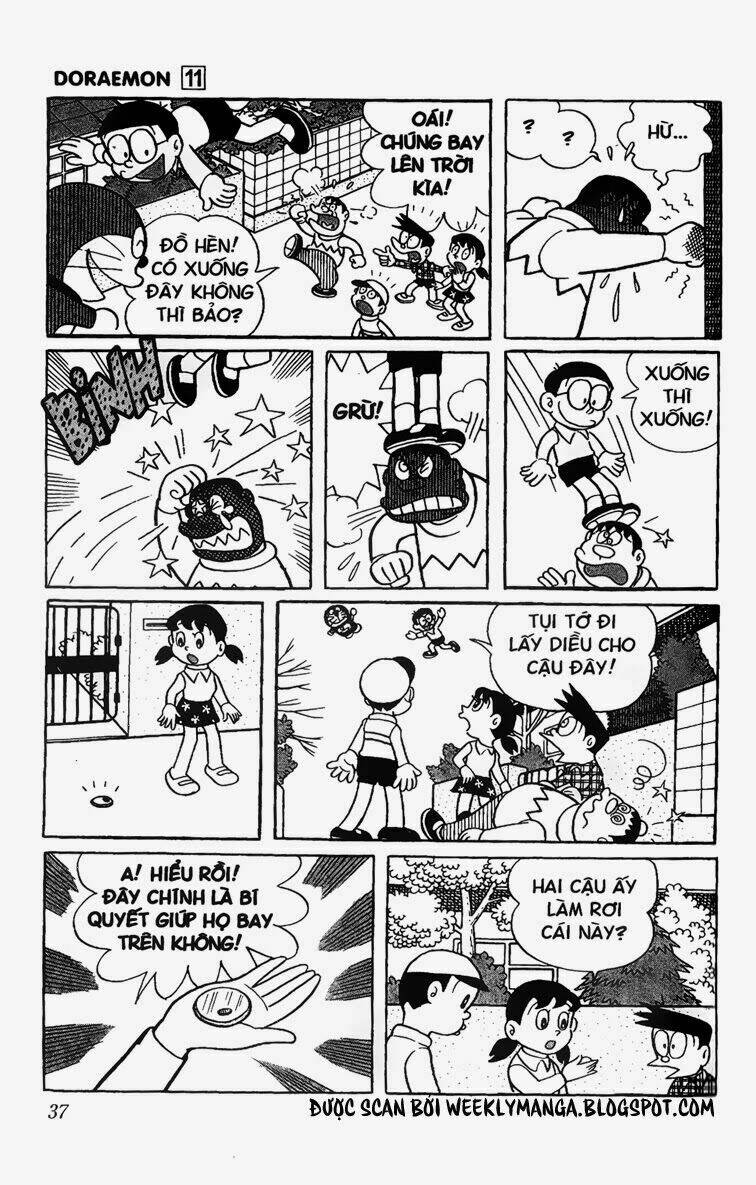 DORAEMON 11
HỪ...
?
?
OÁI!
CHÚNG BAY
LÊN TRỜI
KÌA!
ĐỒ HÈN!
CÓ XUỐNG
ĐÂY KHÔNG
THÌ BẢO?
XUỐNG
THÌ
XUỐNG!
GRỪ!
BINH
TỤI TỚ ĐI
LẤY DIỀU CHO
CẬU ĐÂY!
HAI CẬU ẤY
LÀM RƠI
CÁI NÀY?
A! HIỂU RỒI!
ĐÂY CHÍNH LÀ BÍ
QUYẾT GIÚP HỌ BAY
TRÊN KHÔNG!
37
ĐƯỢC SCAN BỞI WEEKLYMANGA.BLOGSPOT.COM